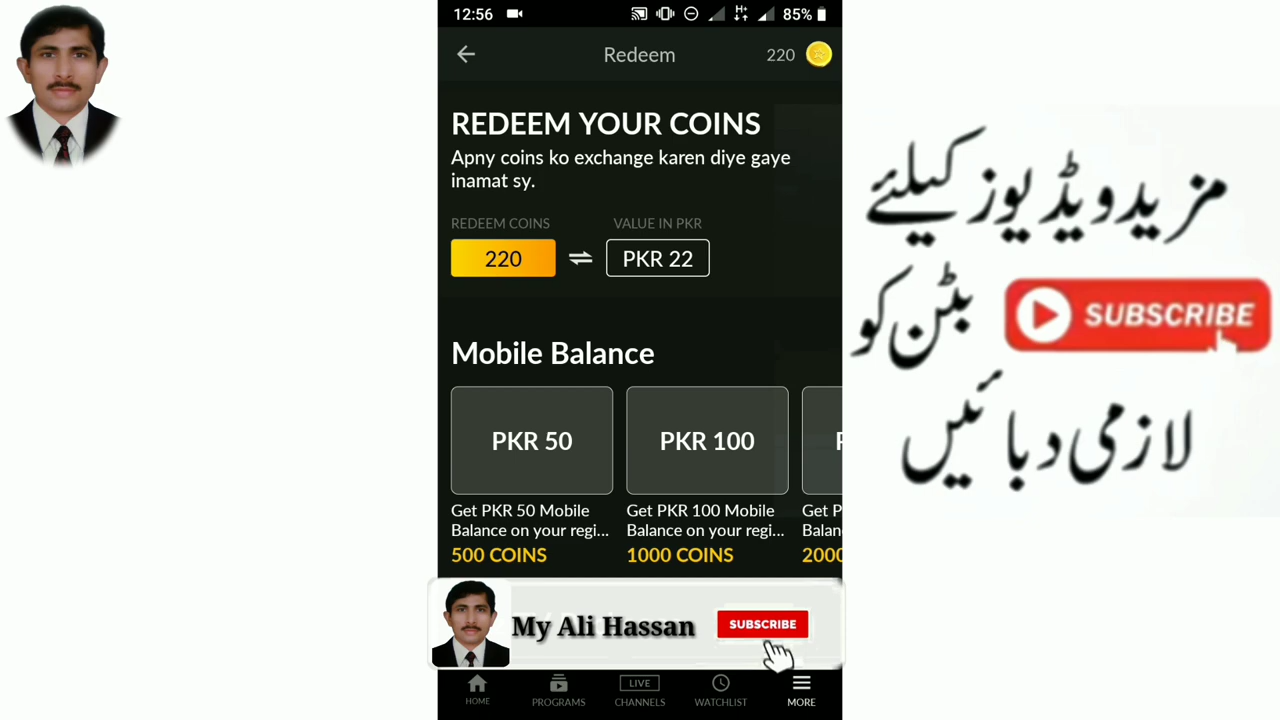 12:56
H+
85%
Redeem
220
REDEEM YOUR COINS
Apny coins ko exchange karen diye gaye
inamat sy.
REDEEM COINS
VALUE IN PKR
220
PKR 22
Mobile Balance
PKR 50
PKR 100
Get PKR 50 Mobile
Balance on your regi...
500 COINS
Get PKR 100 Mobile
Balance on your regi...
1000 COINS
Get P
Balan
2000
My Ali Hassan
SUBSCRIBE
HOME
PROGRAMS
LIVE
CHANNELS
WATCHLIST
MORE
مزید ویڈیوز کیلئے
SUBSCRIBE بٹن کو
لازمی دبائیں